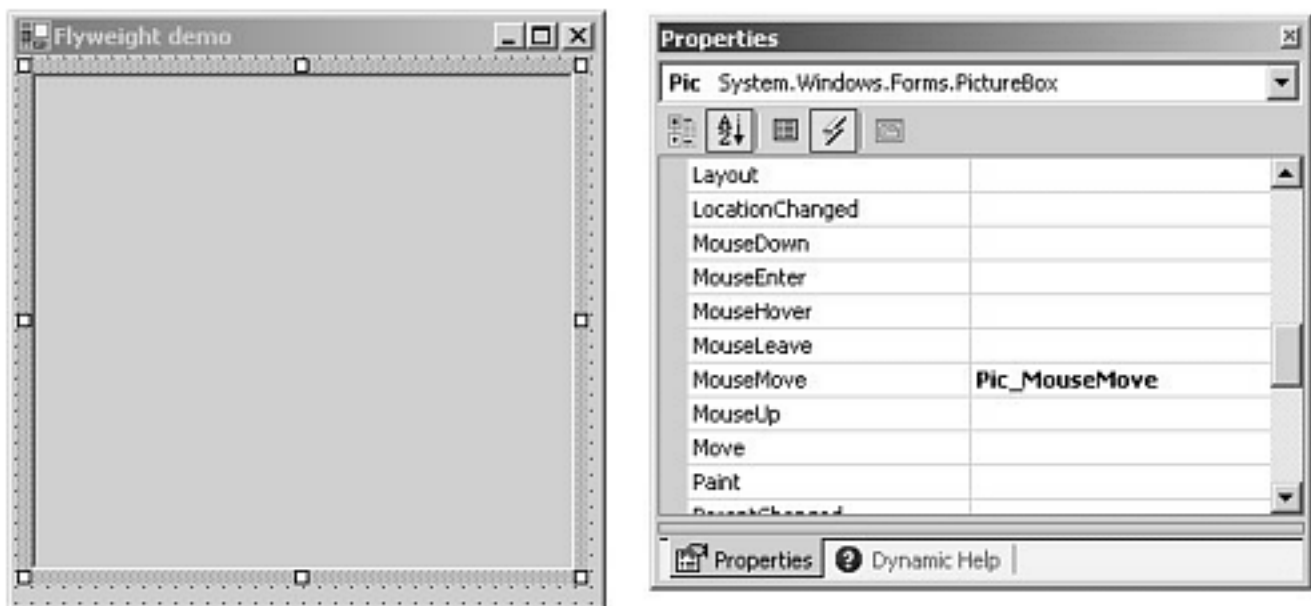 Flyweight demo
Properties
Pic System.Windows.Forms.PictureBox
Layout
LocationChanged
MouseDown
MouseEnter
MouseHover
MouseLeave
MouseMove Pic_MouseMove
MouseUp
Move
Paint
ParentChanged
Properties Dynamic Help